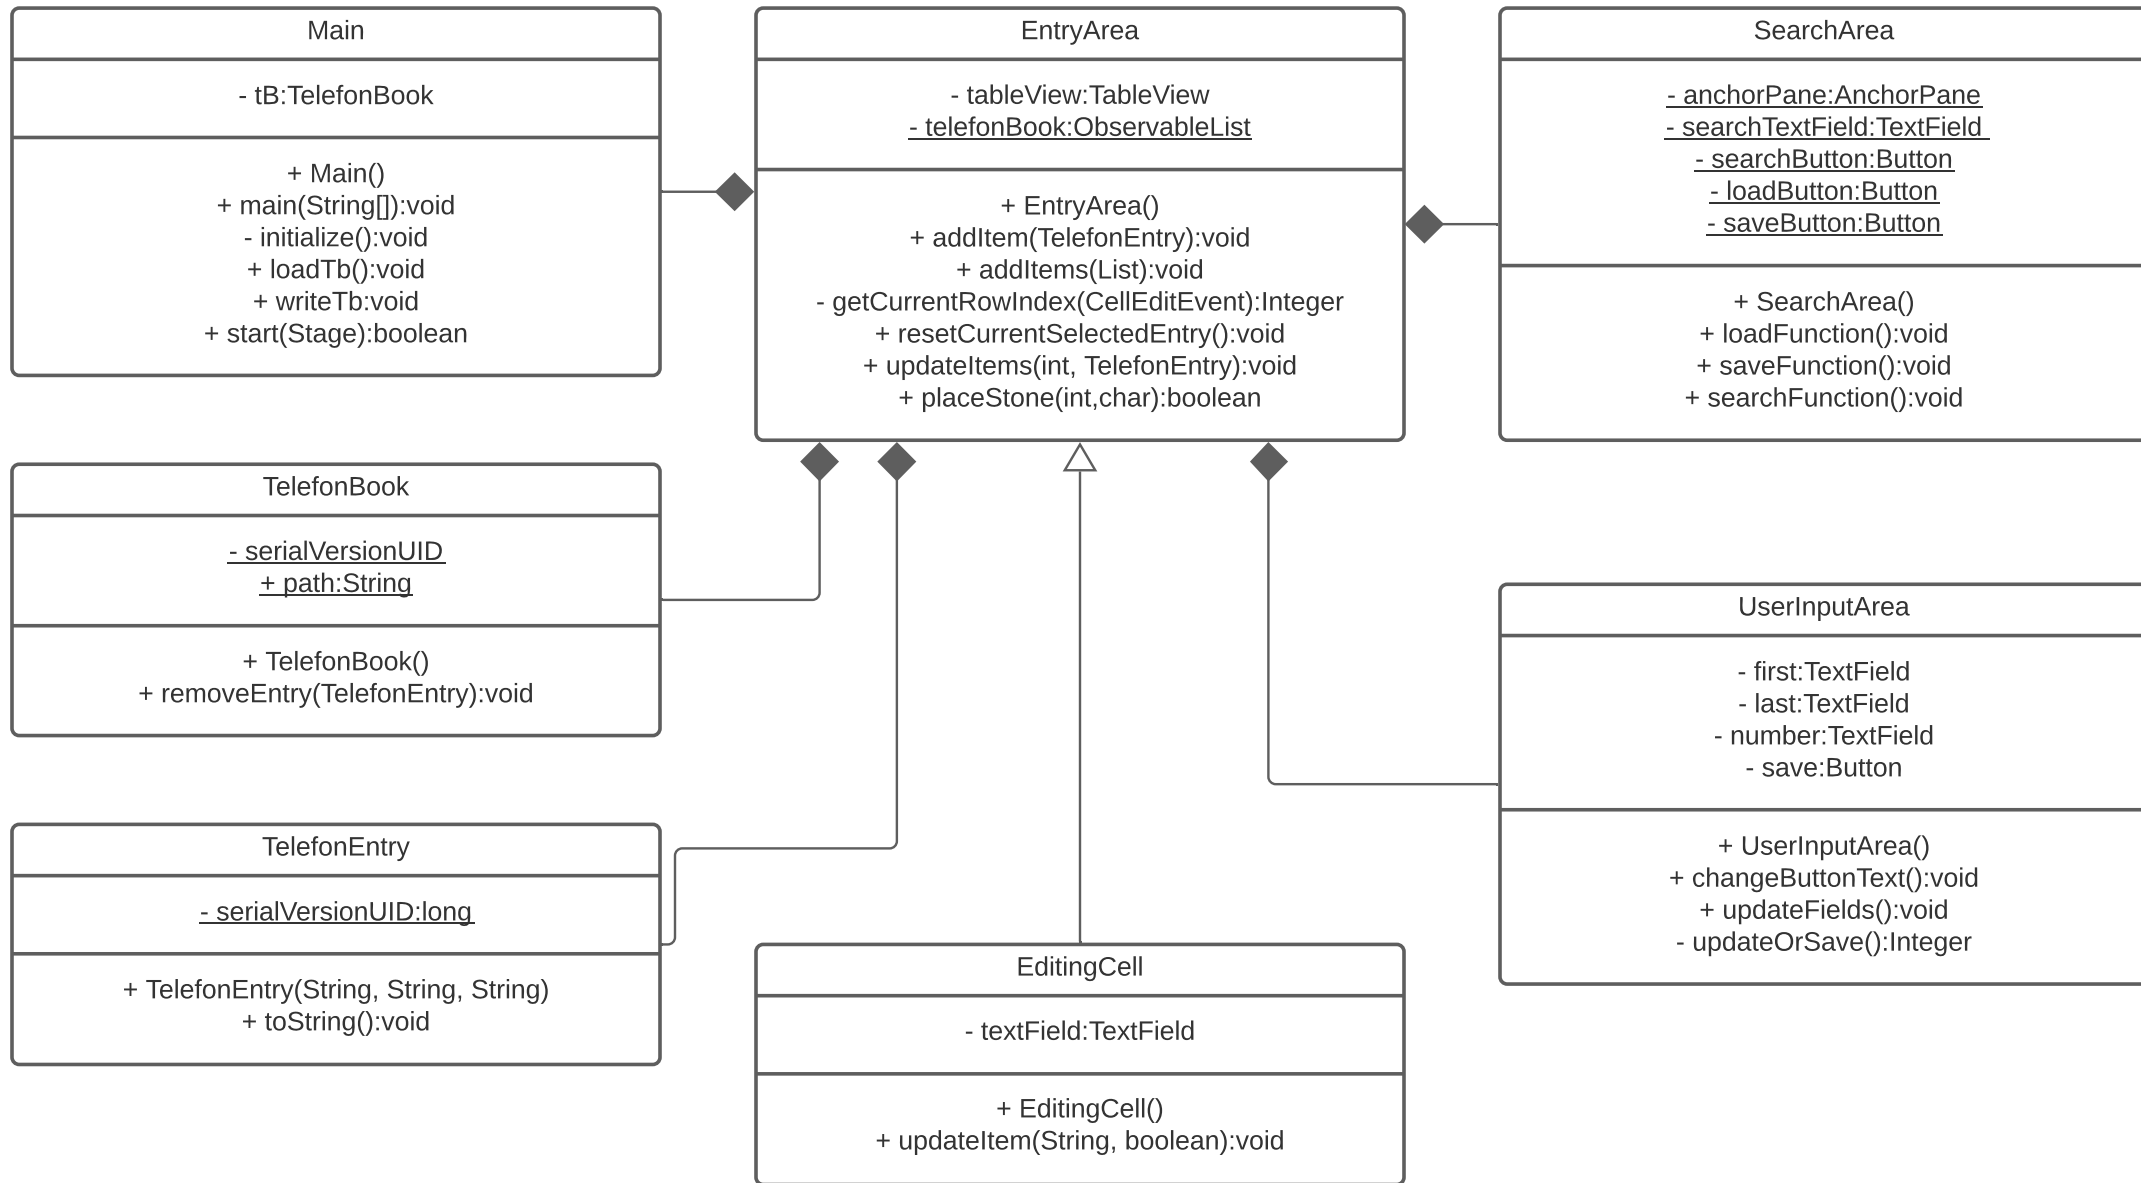 Main
- tB:TelefonBook
+ Main()
+ main(String[]):void
- initialize():void
+ loadTb():void
+ writeTb:void
+ start(Stage):boolean
EntryArea
- tableView:TableView
- telefonBook:ObservableList
+ EntryArea()
+ addItem(TelefonEntry):void
+ addItems(List):void
- getCurrentRowIndex(CellEditEvent):Integer
+ resetCurrentSelectedEntry():void
+ updateItems(int, TelefonEntry):void
+ placeStone(int,char):boolean
SearchArea
- anchorPane:AnchorPane
- searchTextField:TextField
- searchButton:Button
- loadButton:Button
- saveButton:Button
+ SearchArea()
+ loadFunction():void
+ saveFunction():void
+ searchFunction():void
TelefonBook
- serialVersionUID
+ path:String
+ TelefonBook()
+ removeEntry(TelefonEntry):void
UserInputArea
- first:TextField
- last:TextField
- number:TextField
- save:Button
+ UserInputArea()
+ changeButtonText():void
+ updateFields():void
- updateOrSave():Integer
TelefonEntry
- serialVersionUID:long
+ TelefonEntry(String, String, String)
+ toString():void
EditingCell
- textField:TextField
+ EditingCell()
+ updateItem(String, boolean):void